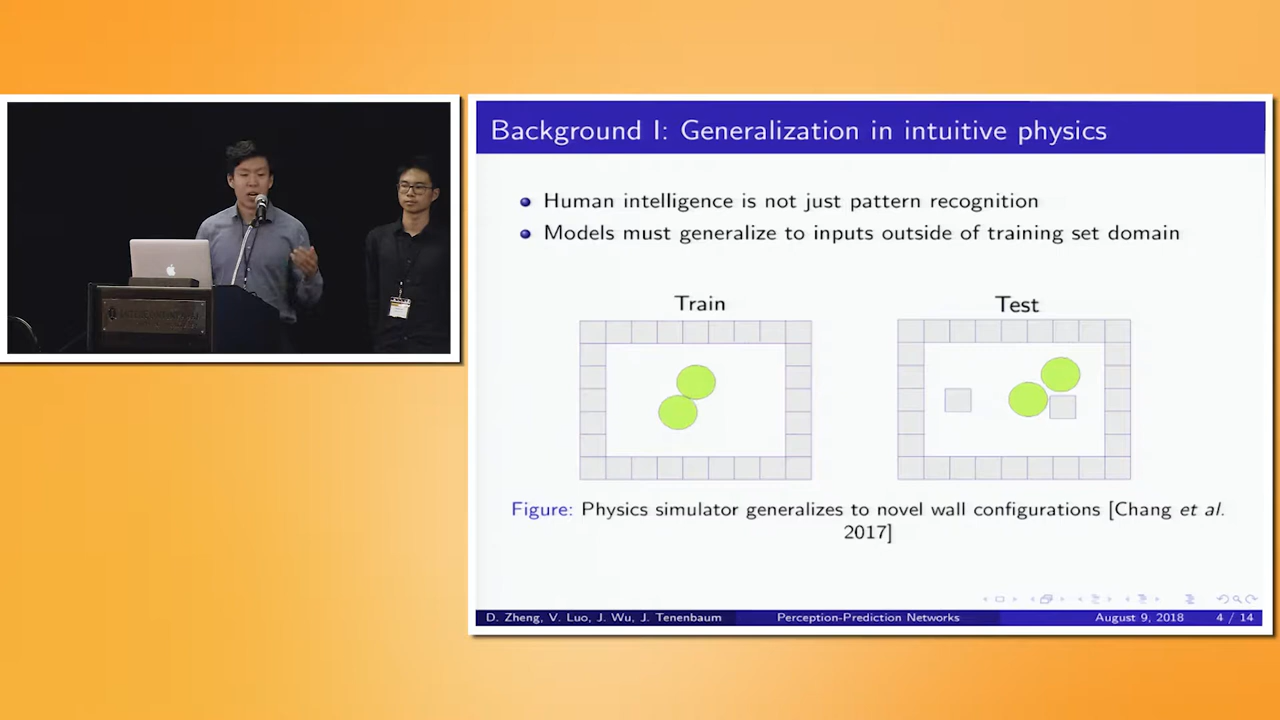 Background I: Generalization in intuitive physics
Human intelligence is not just pattern recognition
Models must generalize to inputs outside of training set domain
Train
Test
Figure: Physics simulator generalizes to novel wall configurations [Chang et al.
2017]
D. Zheng, V. Luo, J. Wu, J. Tenenbaum
Perception-Prediction Networks
August 9, 2018
4 / 14